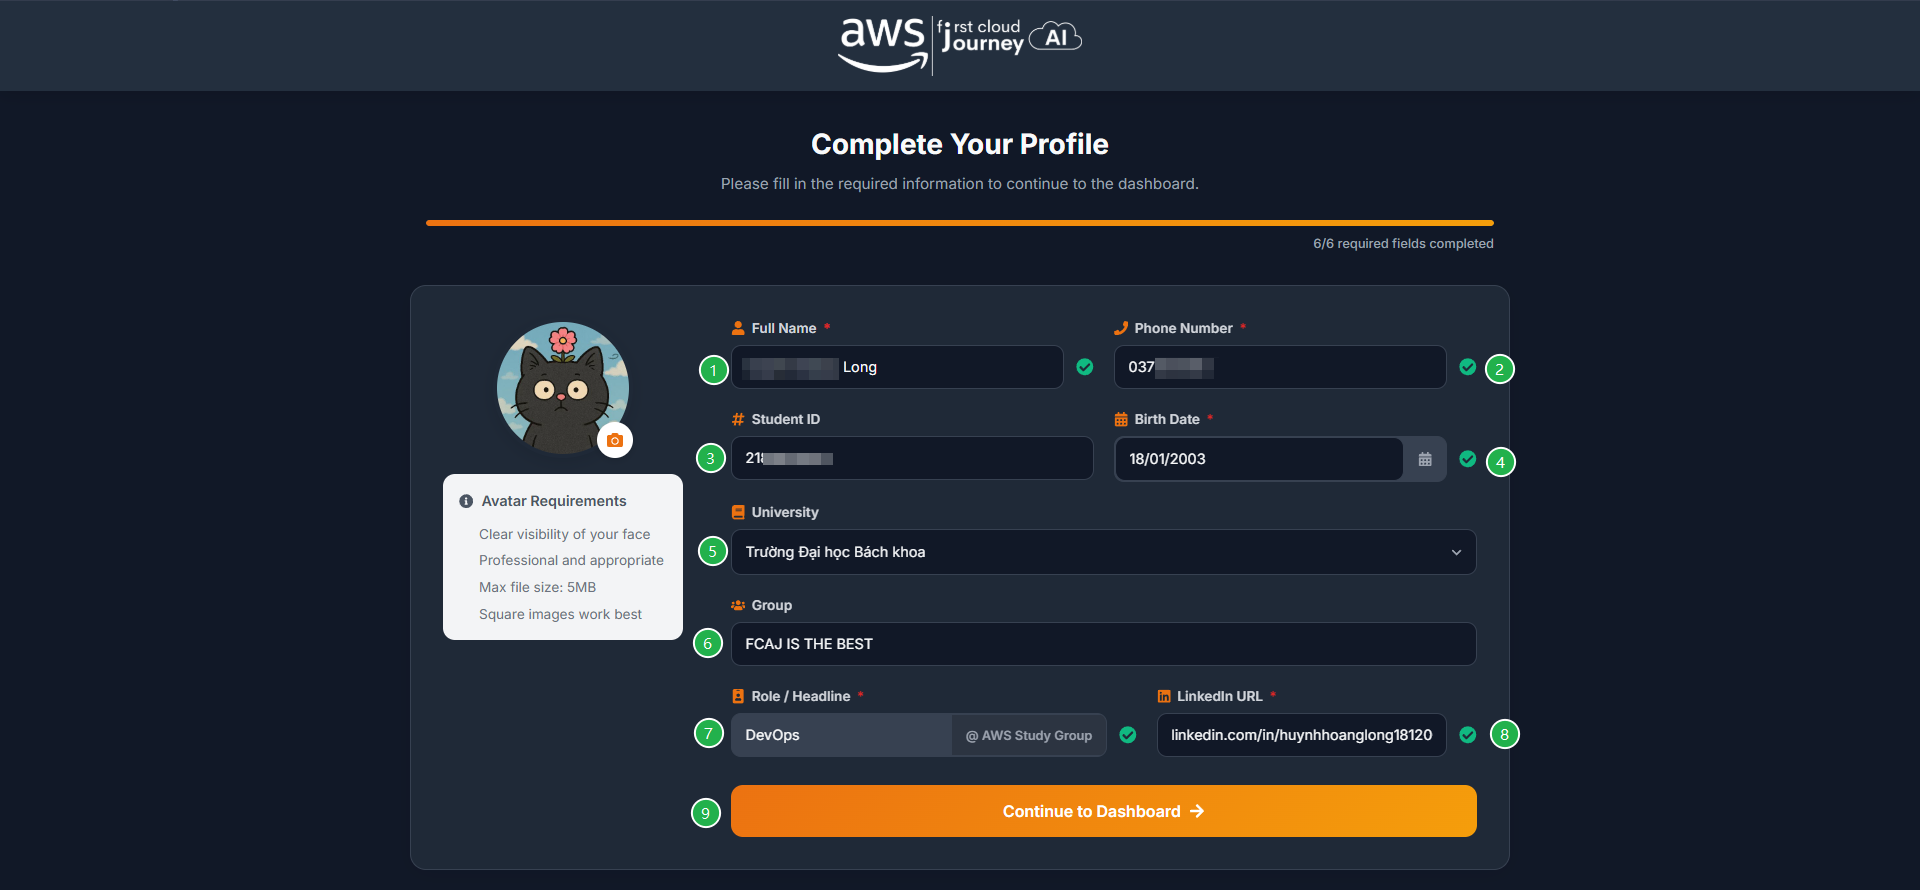 aws first cloud journey AI
Complete Your Profile
Please fill in the required information to continue to the dashboard.
6/6 required fields completed
Full Name *
Phone Number *
1
Long
037
2
Student ID
Birth Date *
3
218
18/01/2003
4
Avatar Requirements
Clear visibility of your face
Professional and appropriate
Max file size: 5MB
Square images work best
University
5
Trường Đại học Bách khoa
Group
6
FCAJ IS THE BEST
Role / Headline *
LinkedIn URL *
7
DevOps
@ AWS Study Group
linkedin.com/in/huynhhoanglong18120
8
9
Continue to Dashboard →